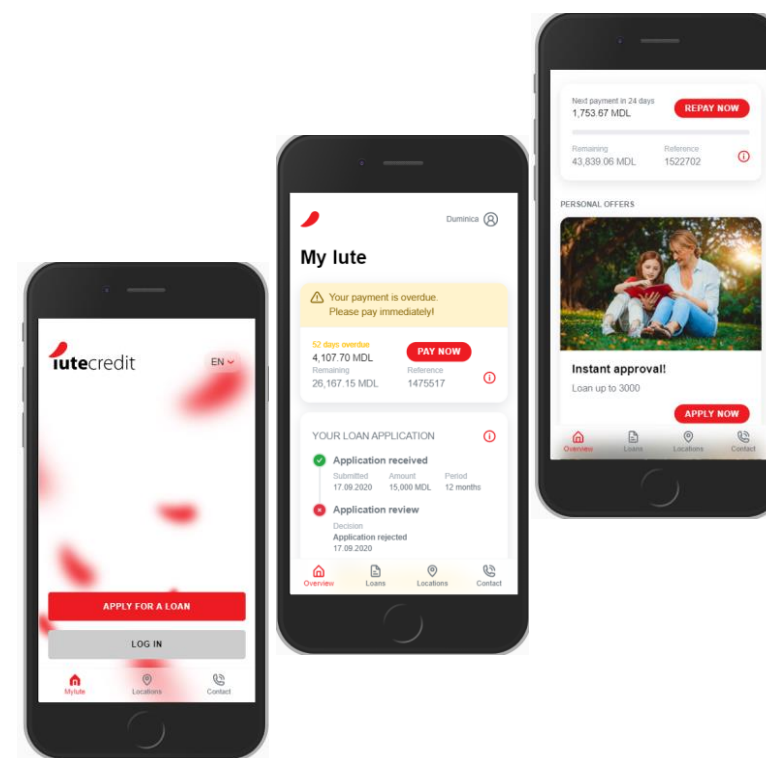 iutecredit
EN
APPLY FOR A LOAN
LOG IN
MyIute
Locations
Contact
Duminica
My Iute
Your payment is overdue.
Please pay immediately!
52 days overdue
4,107.70 MDL
PAY NOW
Remaining
Reference
26,167.15 MDL
1475517
YOUR LOAN APPLICATION
Application received
Submitted Amount Period
17.09.2020 15,000 MDL 12 months
Application review
Decision
Application rejected
17.09.2020
Overview
Loans
Locations
Contact
Next payment in 24 days
1,753.67 MDL
REPAY NOW
Remaining
Reference
43,839.06 MDL
1522702
PERSONAL OFFERS
Instant approval!
Loan up to 3000
APPLY NOW
Overview
Loans
Locations
Contact